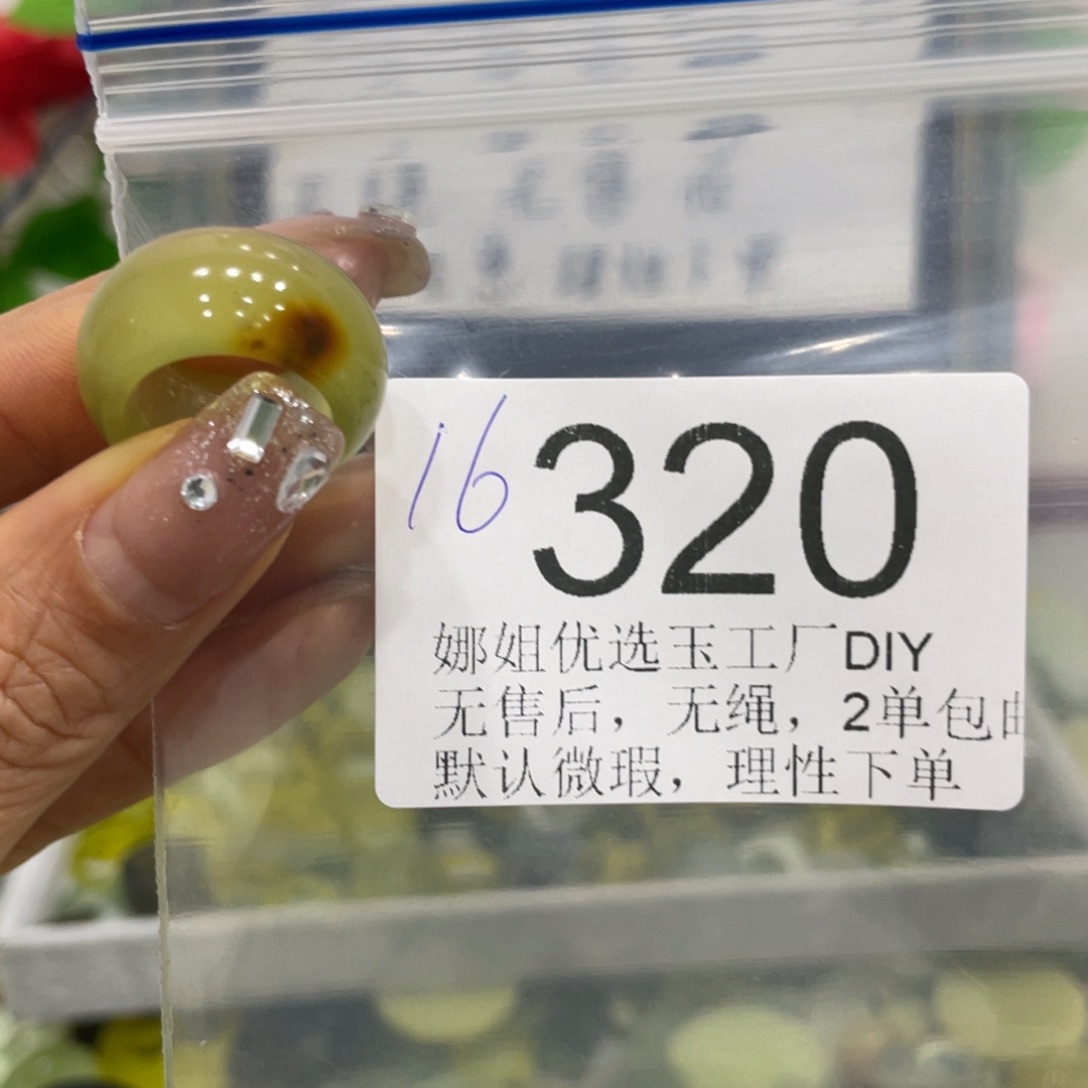 16 320
娜姐优选玉工厂DIY
无售后，无绳，2单包
默认微瑕，理性下单